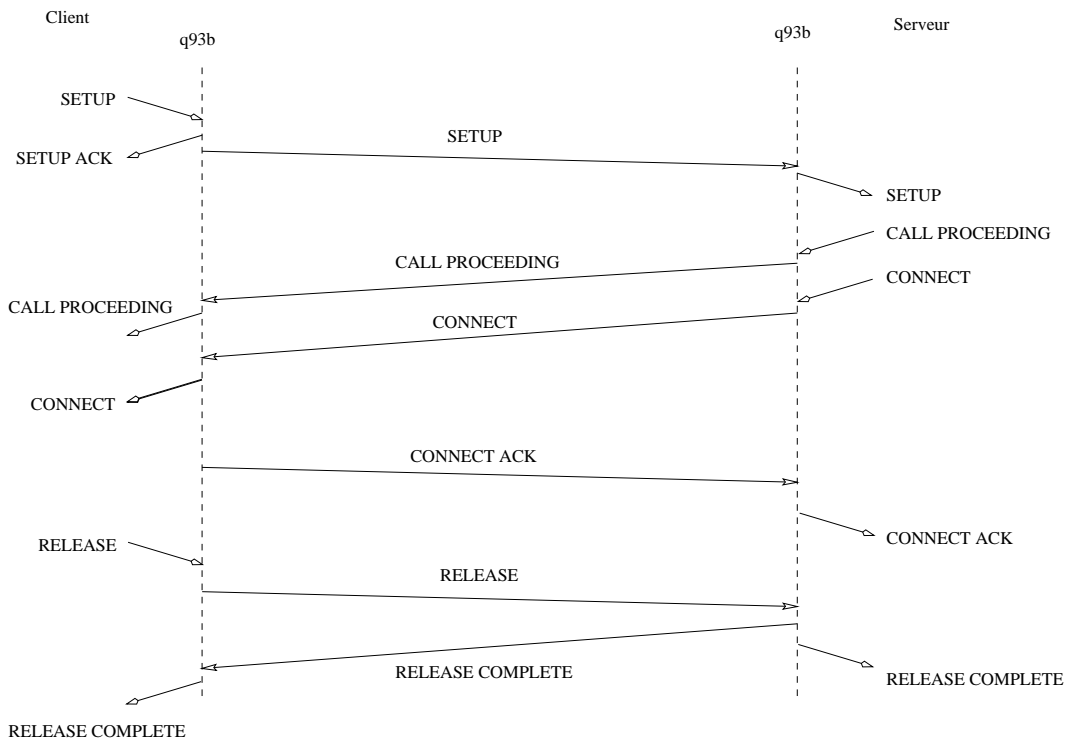 Client
Serveur
q93b
q93b
SETUP
SETUP
SETUP ACK
SETUP
CALL PROCEEDING
CALL PROCEEDING
CONNECT
CALL PROCEEDING
CONNECT
CONNECT
CONNECT ACK
CONNECT ACK
RELEASE
RELEASE
RELEASE COMPLETE
RELEASE COMPLETE
RELEASE COMPLETE